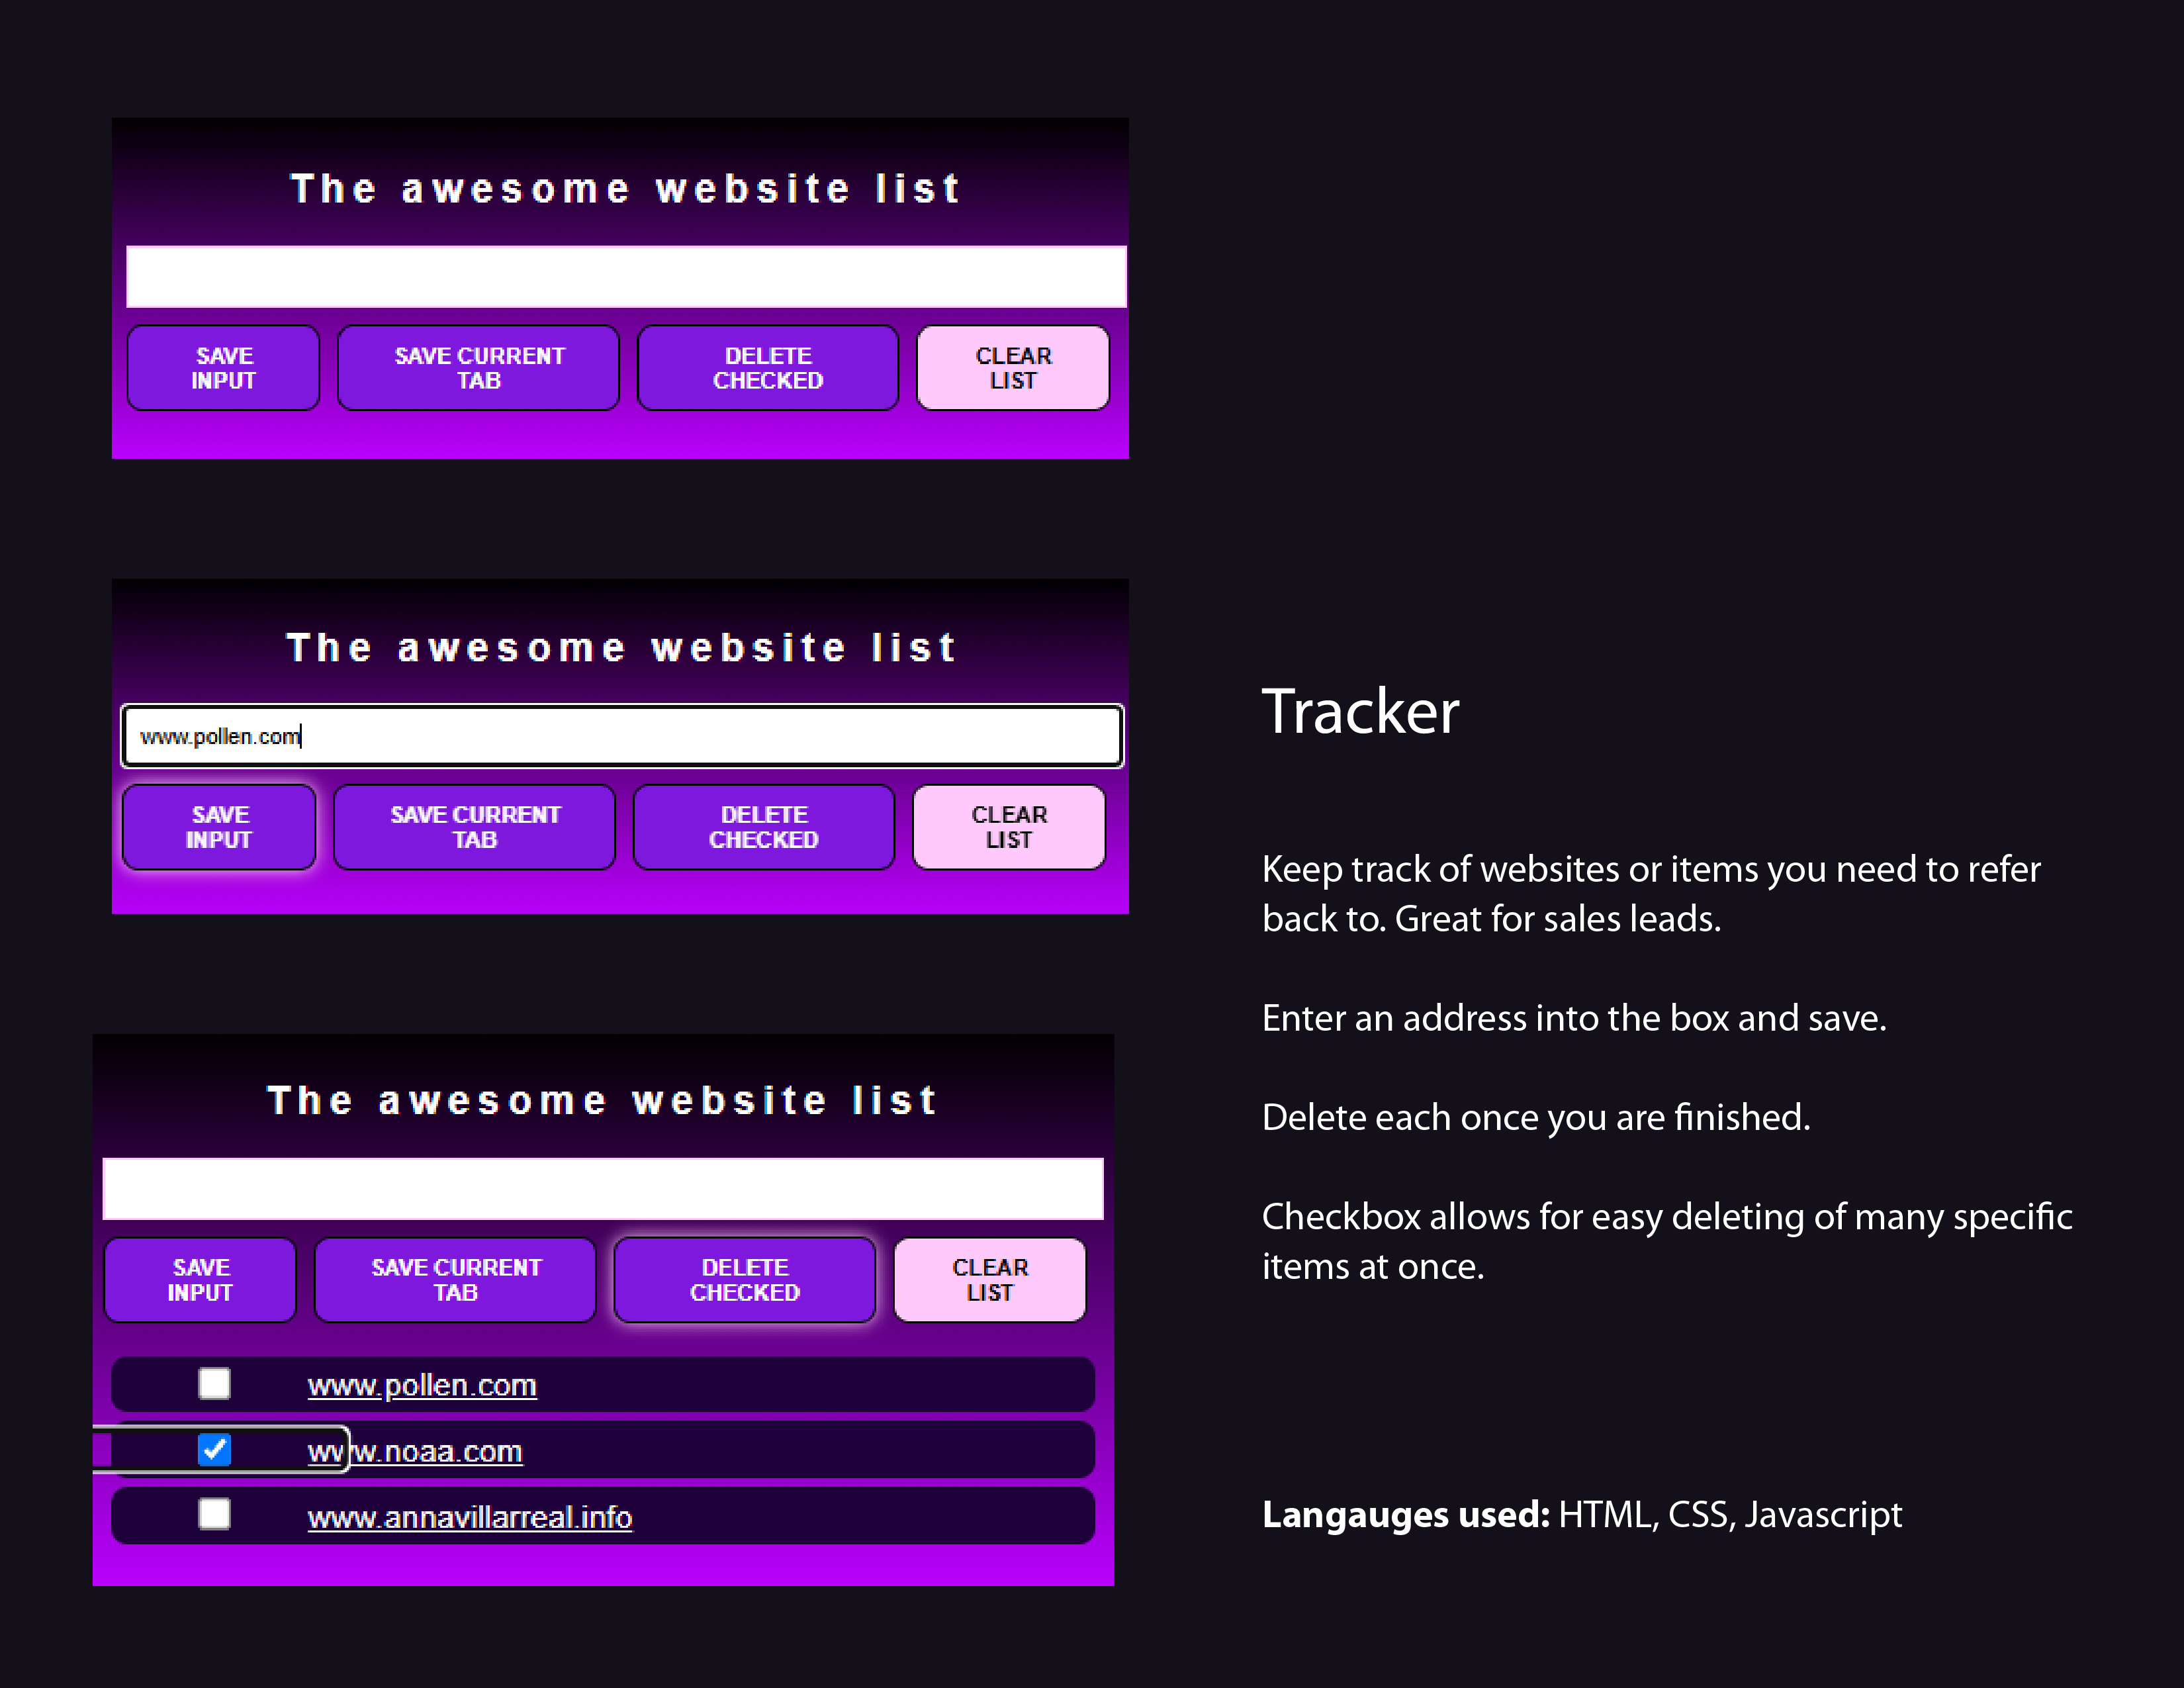 The awesome website list
SAVE
INPUT
SAVE CURRENT
TAB
DELETE
CHECKED
CLEAR
LIST
The awesome website list
www.pollen.com
SAVE
INPUT
SAVE CURRENT
TAB
DELETE
CHECKED
CLEAR
LIST
The awesome website list
SAVE
INPUT
SAVE CURRENT
TAB
DELETE
CHECKED
CLEAR
LIST
www.pollen.com
www.noaa.com
www.annavillarreal.info
Tracker
Keep track of websites or items you need to refer
back to. Great for sales leads.
Enter an address into the box and save.
Delete each once you are finished.
Checkbox allows for easy deleting of many specific
items at once.
Langauges used: HTML, CSS, Javascript